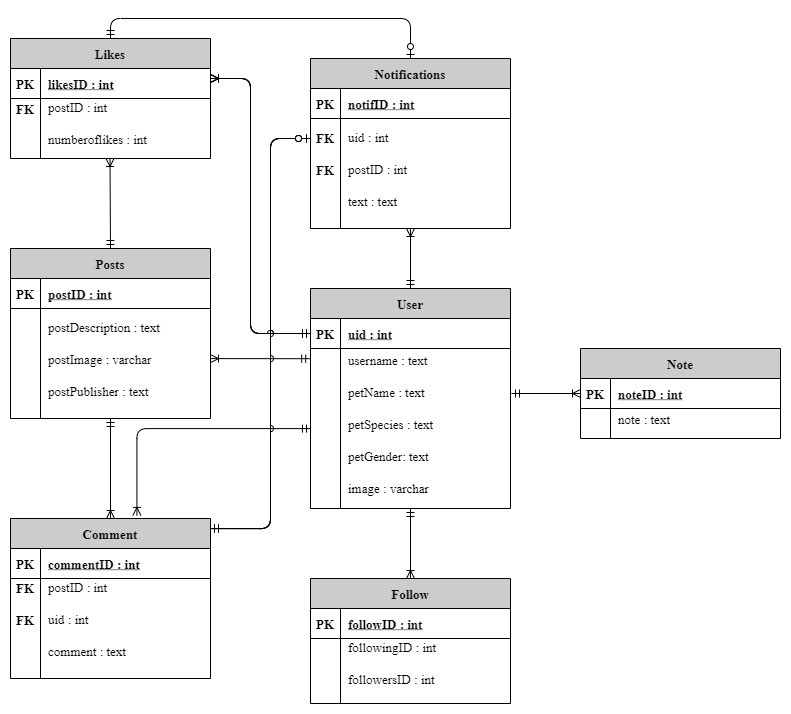 Likes
PK likesID : int
FK postID : int
numberoflikes : int
Notifications
PK notifID : int
FK uid : int
FK postID : int
text : text
Posts
PK postID : int
postDescription : text
postImage : varchar
postPublisher : text
User
PK uid : int
username : text
petName : text
petSpecies : text
petGender: text
image : varchar
Note
PK noteID : int
note : text
Comment
PK commentID : int
FK postID : int
FK uid : int
comment : text
Follow
PK followID : int
followingID : int
followersID : int